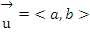 u⃗ = < a, b >